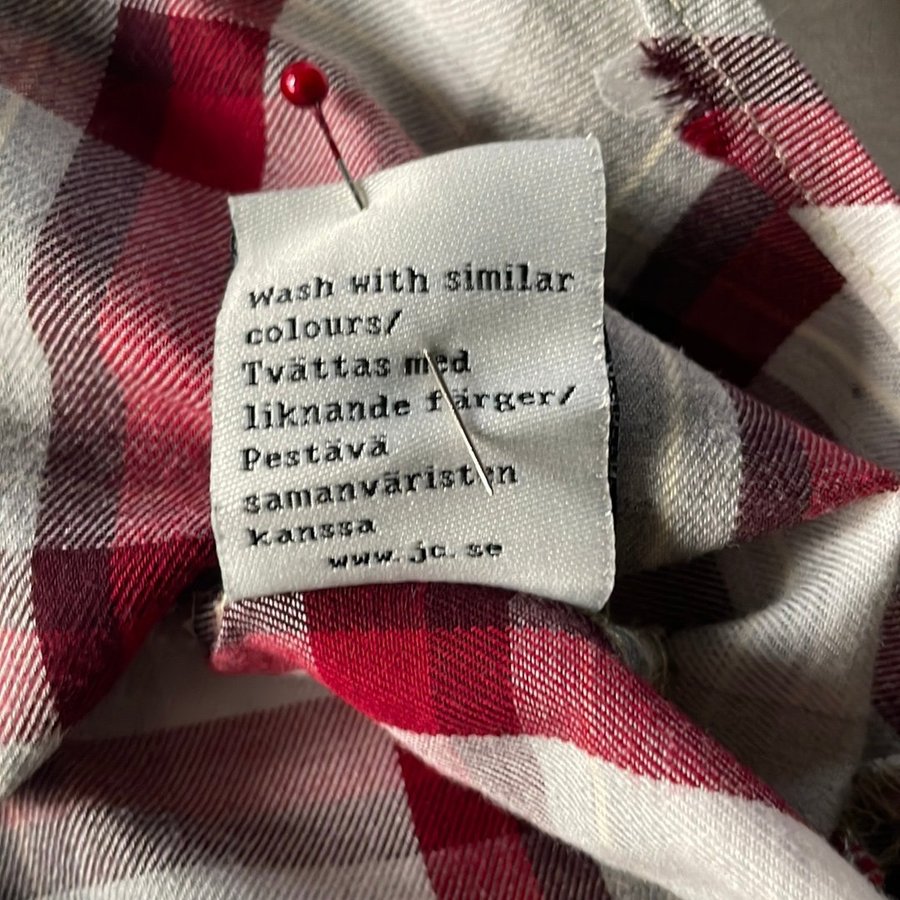 Wash with similar
colours/
Tvättas med
liknande färger/
Pestävä
samanväristen
kanssa
www.jc.se